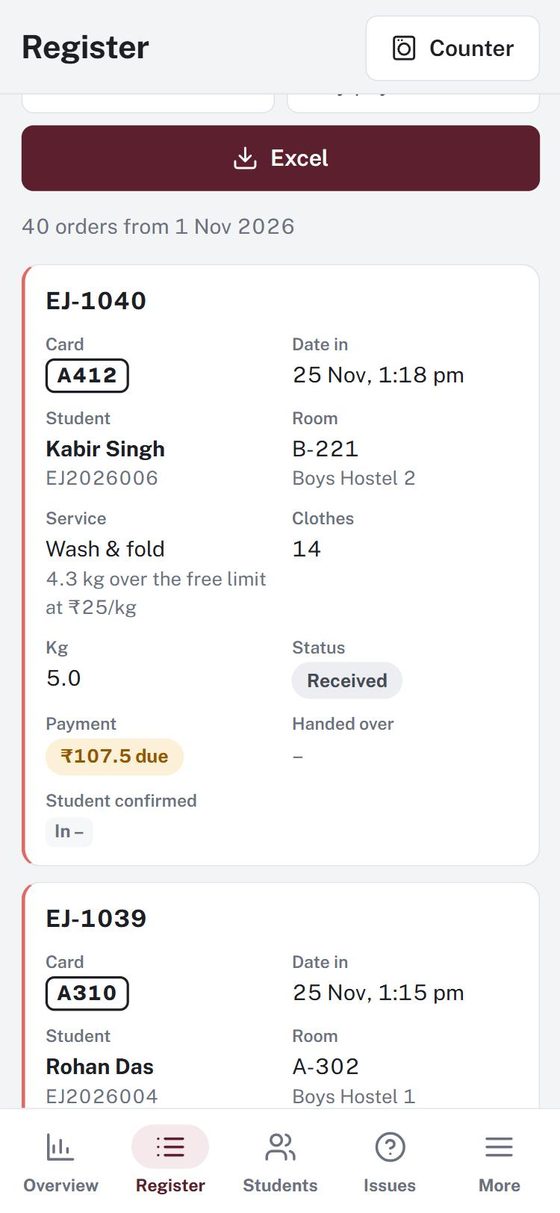 Register
Counter
Excel
40 orders from 1 Nov 2026
EJ-1040
Card
Date in
A412
25 Nov, 1:18 pm
Student
Room
Kabir Singh
B-221
EJ2026006
Boys Hostel 2
Service
Clothes
Wash & fold
14
4.3 kg over the free limit
at ₹25/kg
Kg
Status
5.0
Received
Payment
Handed over
₹107.5 due
–
Student confirmed
In –
EJ-1039
Card
Date in
A310
25 Nov, 1:15 pm
Student
Room
Rohan Das
A-302
EJ2026004
Boys Hostel 1
Overview
Register
Students
Issues
More